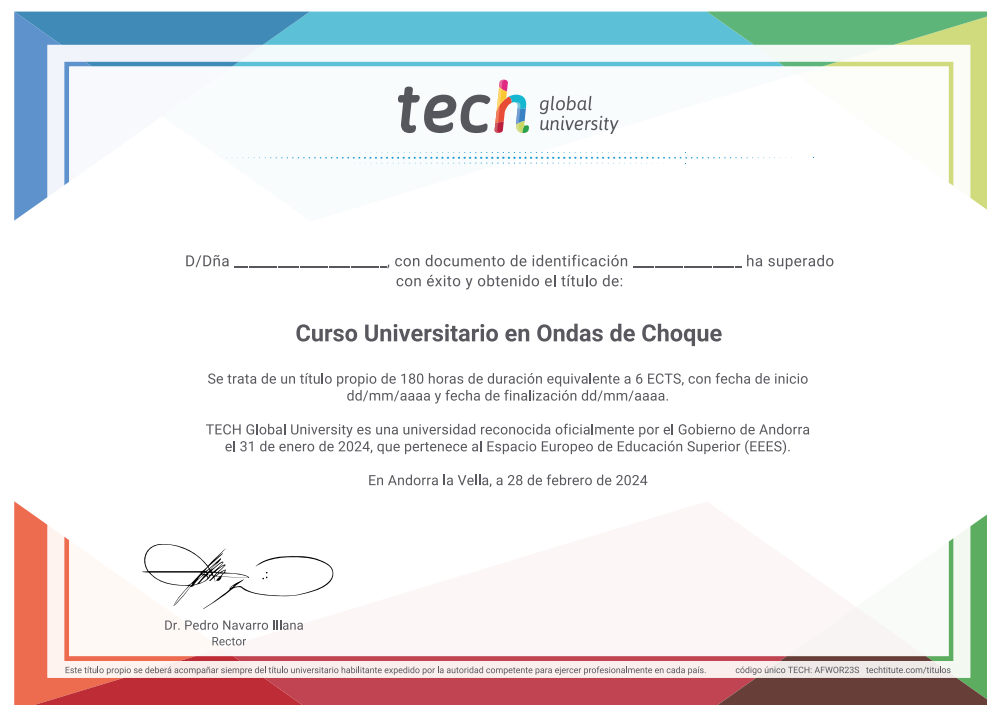 tech global
university
D/Dña ______________________, con documento de identificación _______________ ha superado
con éxito y obtenido el título de:
Curso Universitario en Ondas de Choque
Se trata de un título propio de 180 horas de duración equivalente a 6 ECTS, con fecha de inicio
dd/mm/aaaa y fecha de finalización dd/mm/aaaa.
TECH Global University es una universidad reconocida oficialmente por el Gobierno de Andorra
el 31 de enero de 2024, que pertenece al Espacio Europeo de Educación Superior (EEES).
En Andorra la Vella, a 28 de febrero de 2024
Dr. Pedro Navarro Illana
Rector
Este título propio se deberá acompañar siempre del título universitario habilitante expedido por la autoridad competente para ejercer profesionalmente en cada país. código único TECH: AFWOR23S techtitute.com/titulos